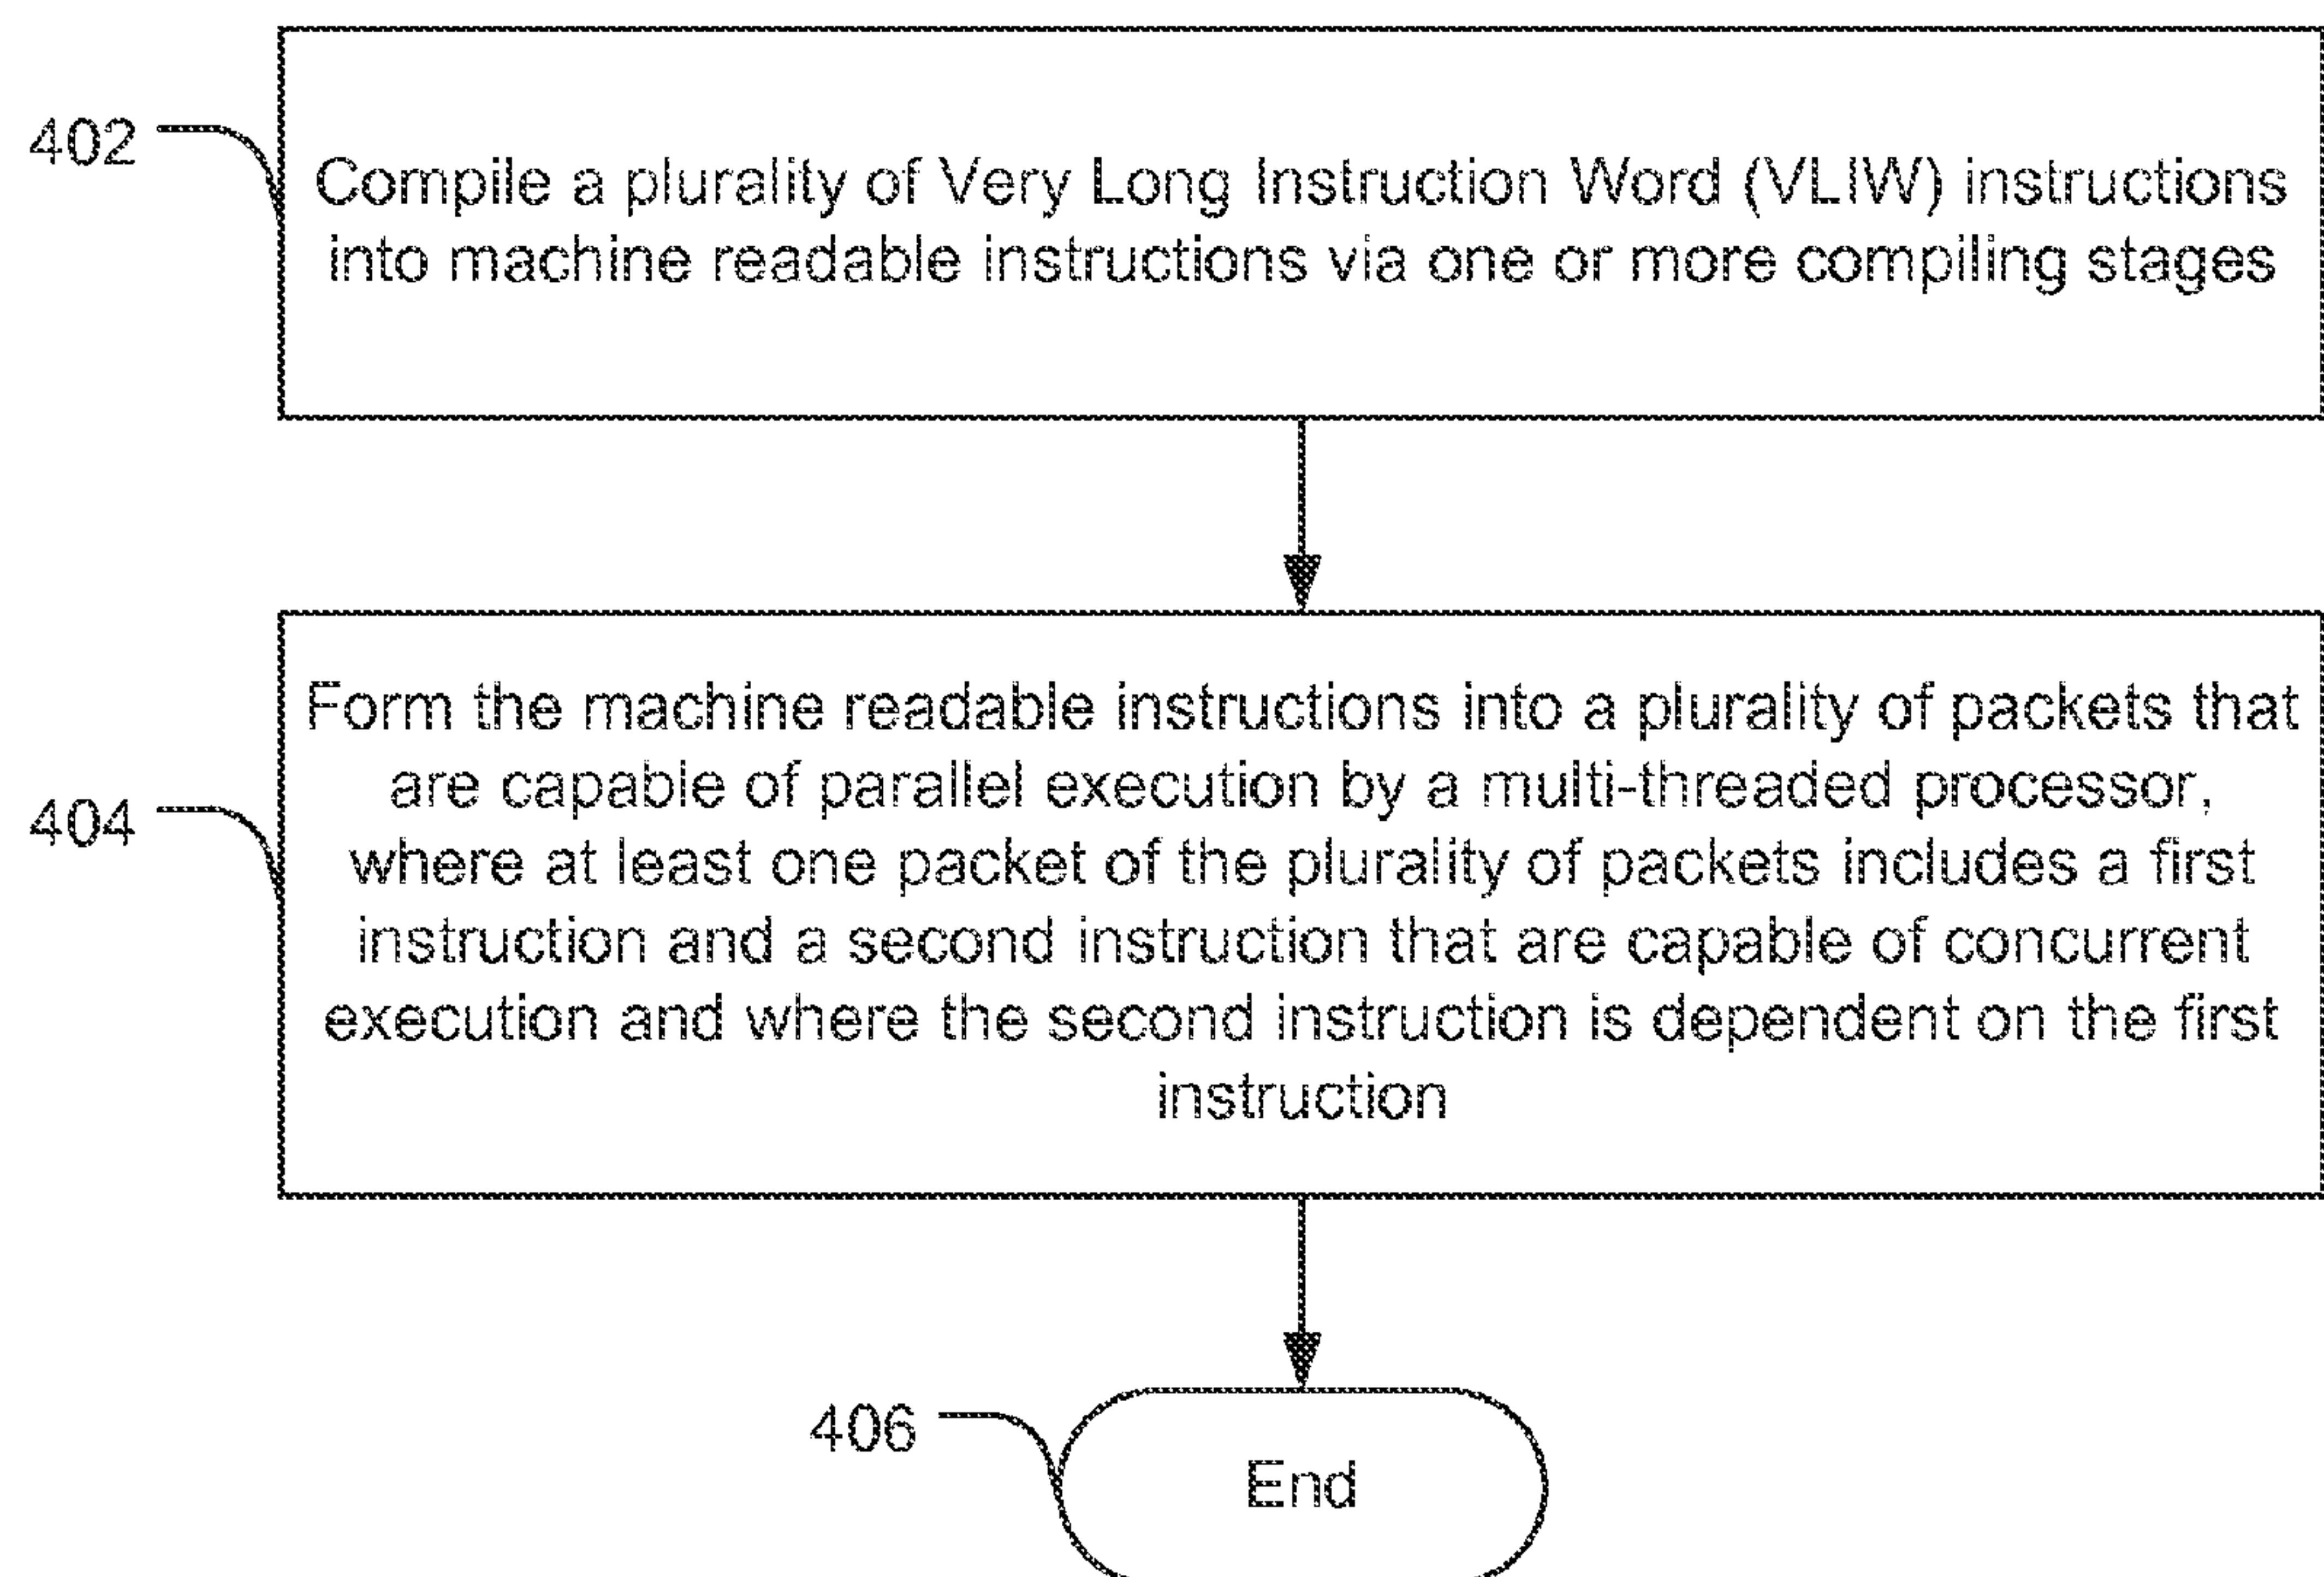 402
Compile a plurality of Very Long Instruction Word (VLIW) instructions
into machine readable instructions via one or more compiling stages
404
Form the machine readable instructions into a plurality of packets that
are capable of parallel execution by a multi-threaded processor,
where at least one packet of the plurality of packets includes a first
instruction and a second instruction that are capable of concurrent
execution and where the second instruction is dependent on the first
instruction
406
End